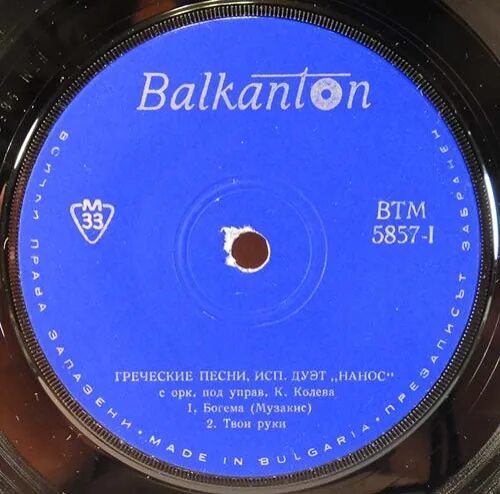 Balkanton
ВСИЧКИ ПРАВА ЗАПАЗЕНИ · MADE IN BULGARIA · ПРЕЗАПИСЪТ ЗАБРАНЕН
М
33
ВТМ
5857-I
ГРЕЧЕСКИЕ ПЕСНИ, ИСП. ДУЭТ „НАНОС“
с орк. под управ. К. Колева
1. Богема (Музакис)
2. Твои руки